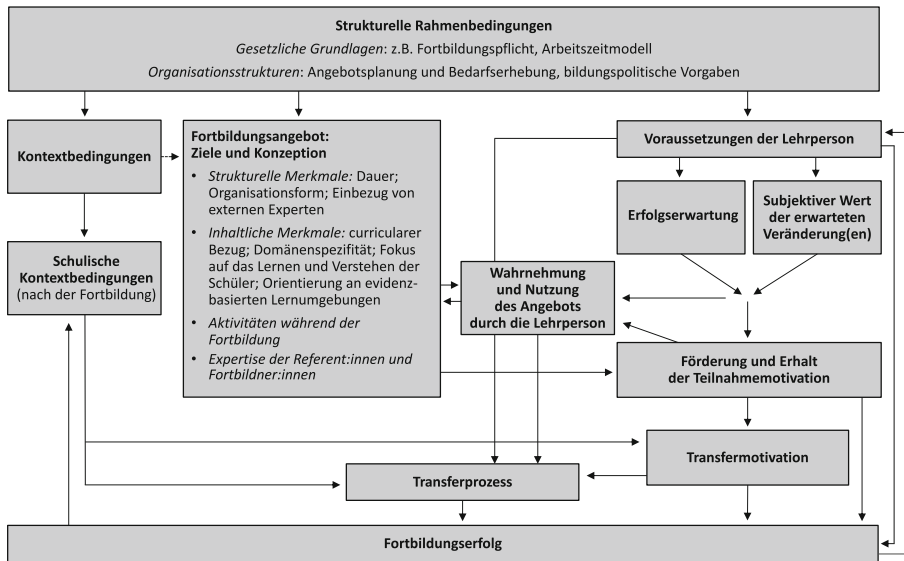 Strukturelle Rahmenbedingungen
Gesetzliche Grundlagen: z.B. Fortbildungspflicht, Arbeitszeitmodell
Organisationsstrukturen: Angebotsplanung und Bedarfserhebung, bildungspolitische Vorgaben
Kontextbedingungen
Schulische
Kontextbedingungen
(nach der Fortbildung)
Fortbildungsangebot:
Ziele und Konzeption
• Strukturelle Merkmale: Dauer;
Organisationsform; Einbezug von
externen Experten
• Inhaltliche Merkmale: curricularer
Bezug; Domänenspezifität; Fokus
auf das Lernen und Verstehen der
Schüler; Orientierung an evidenz-
basierten Lernumgebungen
• Aktivitäten während der
Fortbildung
• Expertise der Referent:innen und
Fortbildner:innen
Wahrnehmung
und Nutzung
des Angebots
durch die Lehrperson
Voraussetzungen der Lehrperson
Erfolgserwartung
Subjektiver Wert
der erwarteten
Veränderung(en)
Förderung und Erhalt
der Teilnahmemotivation
Transfermotivation
Transferprozess
Fortbildungserfolg